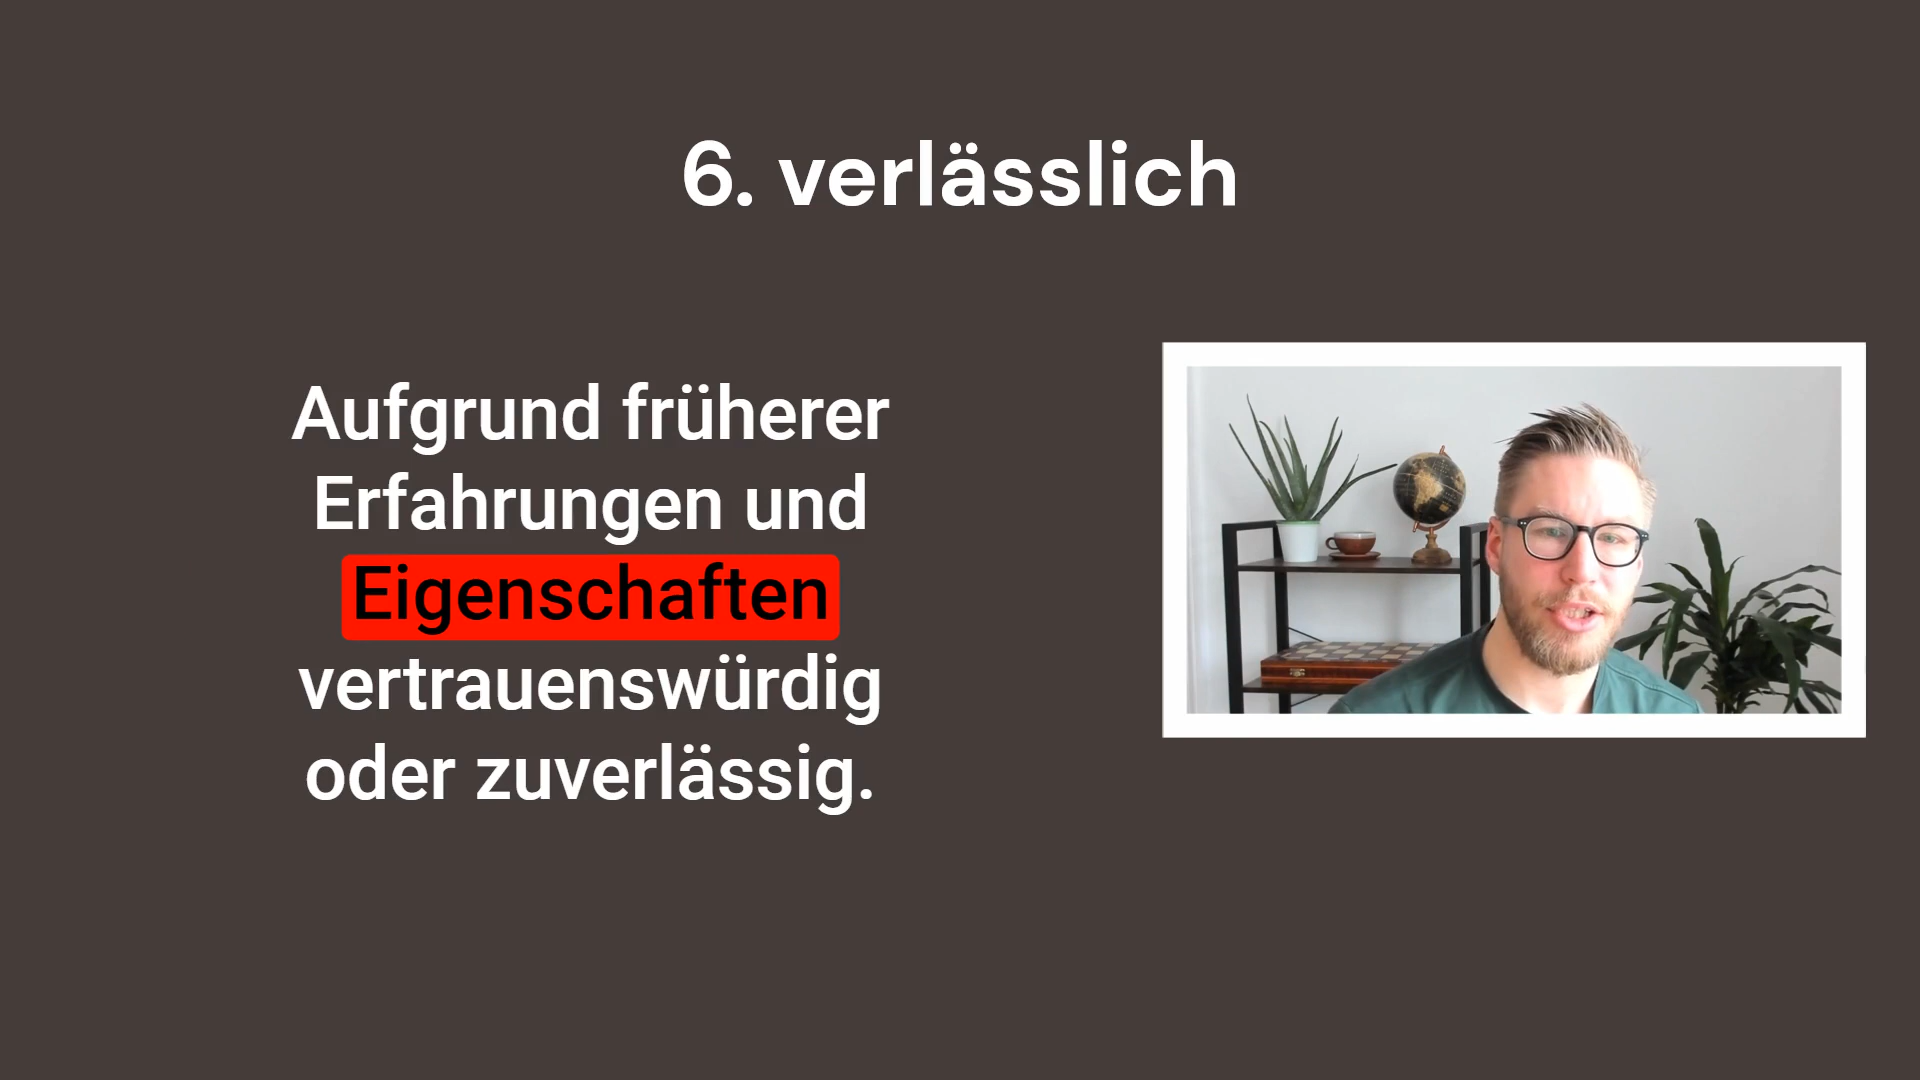 6. verlässlich
Aufgrund früherer
Erfahrungen und
Eigenschaften
vertrauenswürdig
oder zuverlässig.